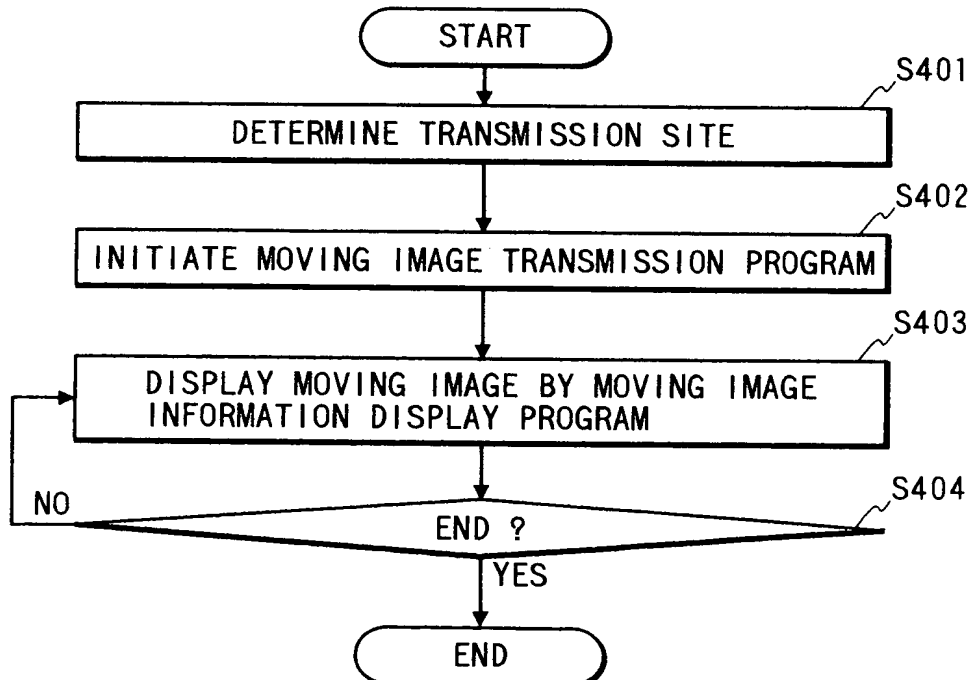 START
S401
DETERMINE TRANSMISSION SITE
S402
INITIATE MOVING IMAGE TRANSMISSION PROGRAM
S403
DISPLAY MOVING IMAGE BY MOVING IMAGE
INFORMATION DISPLAY PROGRAM
S404
NO
END ?
YES
END